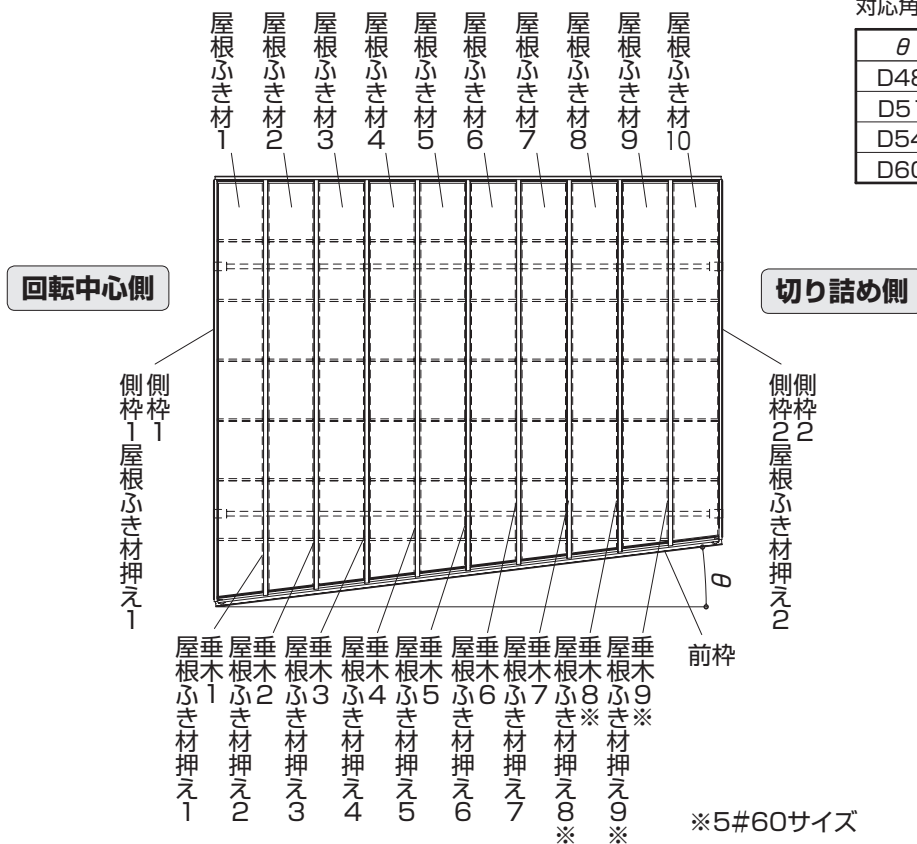 対応角
θ
D48
D51
D54
D60
屋根ふき材1
屋根ふき材2
屋根ふき材3
屋根ふき材4
屋根ふき材5
屋根ふき材6
屋根ふき材7
屋根ふき材8
屋根ふき材9
屋根ふき材10
回転中心側
切り詰め側
側枠1
側枠1屋根ふき材押え1
側枠2
側枠2屋根ふき材押え2
θ
前枠
垂木1
屋根ふき材押え1
垂木2
屋根ふき材押え2
垂木3
屋根ふき材押え3
垂木4
屋根ふき材押え4
垂木5
屋根ふき材押え5
垂木6
屋根ふき材押え6
垂木7
屋根ふき材押え7
垂木8※
屋根ふき材押え8※
垂木9※
屋根ふき材押え9※
※5#60サイズ